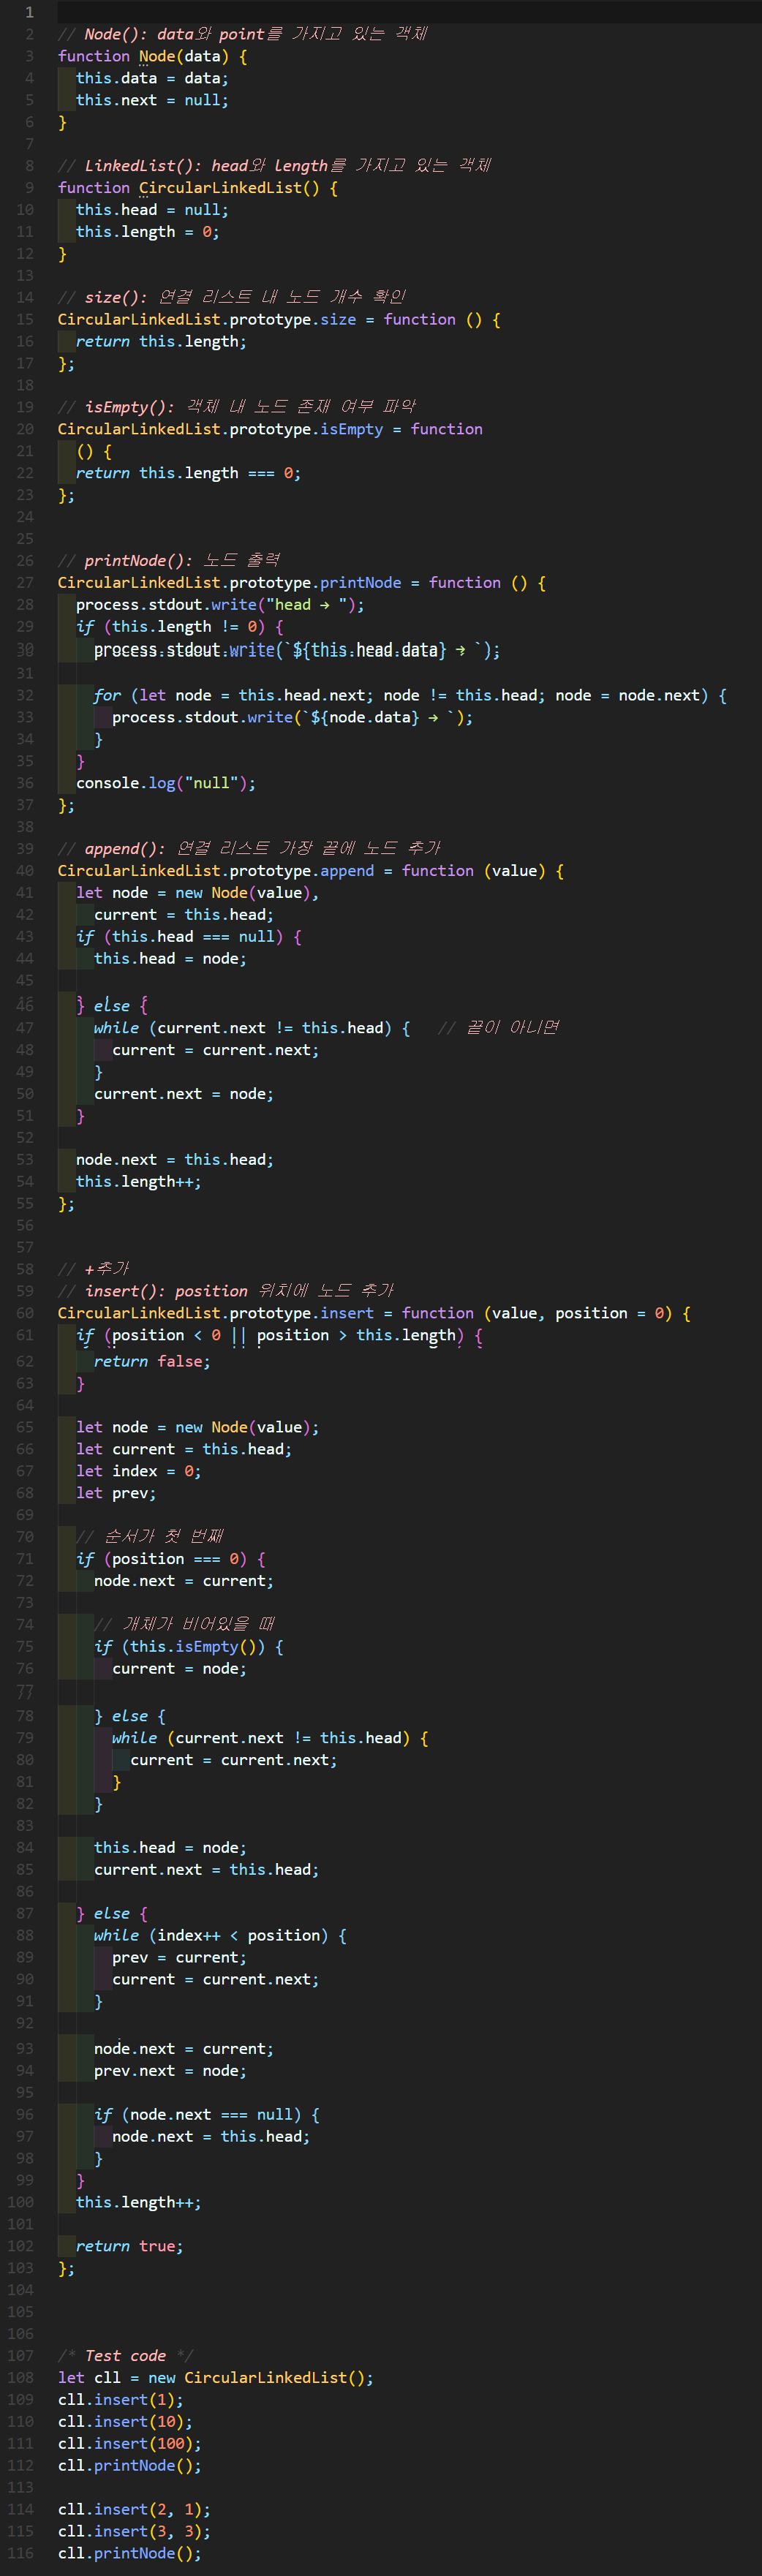 1
2 // Node(): data와 point를 가지고 있는 객체
3 function Node(data) {
4   this.data = data;
5   this.next = null;
6 }
7
8 // LinkedList(): head와 length를 가지고 있는 객체
9 function CircularLinkedList() {
10   this.head = null;
11   this.length = 0;
12 }
13
14 // size(): 연결 리스트 내 노드 개수 확인
15 CircularLinkedList.prototype.size = function () {
16   return this.length;
17 };
18
19 // isEmpty(): 객체 내 노드 존재 여부 파악
20 CircularLinkedList.prototype.isEmpty = function
21   () {
22   return this.length === 0;
23 };
24
25
26 // printNode(): 노드 출력
27 CircularLinkedList.prototype.printNode = function () {
28   process.stdout.write("head → ");
29   if (this.length != 0) {
30     process.stdout.write(`${this.head.data} → `);
31
32     for (let node = this.head.next; node != this.head; node = node.next) {
33       process.stdout.write(`${node.data} → `);
34     }
35   }
36   console.log("null");
37 };
38
39 // append(): 연결 리스트 가장 끝에 노드 추가
40 CircularLinkedList.prototype.append = function (value) {
41   let node = new Node(value),
42     current = this.head;
43   if (this.head === null) {
44     this.head = node;
45
46   } else {
47     while (current.next != this.head) {   // 끝이 아니면
48       current = current.next;
49     }
50     current.next = node;
51   }
52
53   node.next = this.head;
54   this.length++;
55 };
56
57
58 // +추가
59 // insert(): position 위치에 노드 추가
60 CircularLinkedList.prototype.insert = function (value, position = 0) {
61   if (position < 0 || position > this.length) {
62     return false;
63   }
64
65   let node = new Node(value);
66   let current = this.head;
67   let index = 0;
68   let prev;
69
70   // 순서가 첫 번째
71   if (position === 0) {
72     node.next = current;
73
74     // 개체가 비어있을 때
75     if (this.isEmpty()) {
76       current = node;
77
78     } else {
79       while (current.next != this.head) {
80         current = current.next;
81       }
82     }
83
84     this.head = node;
85     current.next = this.head;
86
87   } else {
88     while (index++ < position) {
89       prev = current;
90       current = current.next;
91     }
92
93     node.next = current;
94     prev.next = node;
95
96     if (node.next === null) {
97       node.next = this.head;
98     }
99   }
100   this.length++;
101
102   return true;
103 };
104
105
106
107 /* Test code */
108 let cll = new CircularLinkedList();
109 cll.insert(1);
110 cll.insert(10);
111 cll.insert(100);
112 cll.printNode();
113
114 cll.insert(2, 1);
115 cll.insert(3, 3);
116 cll.printNode();